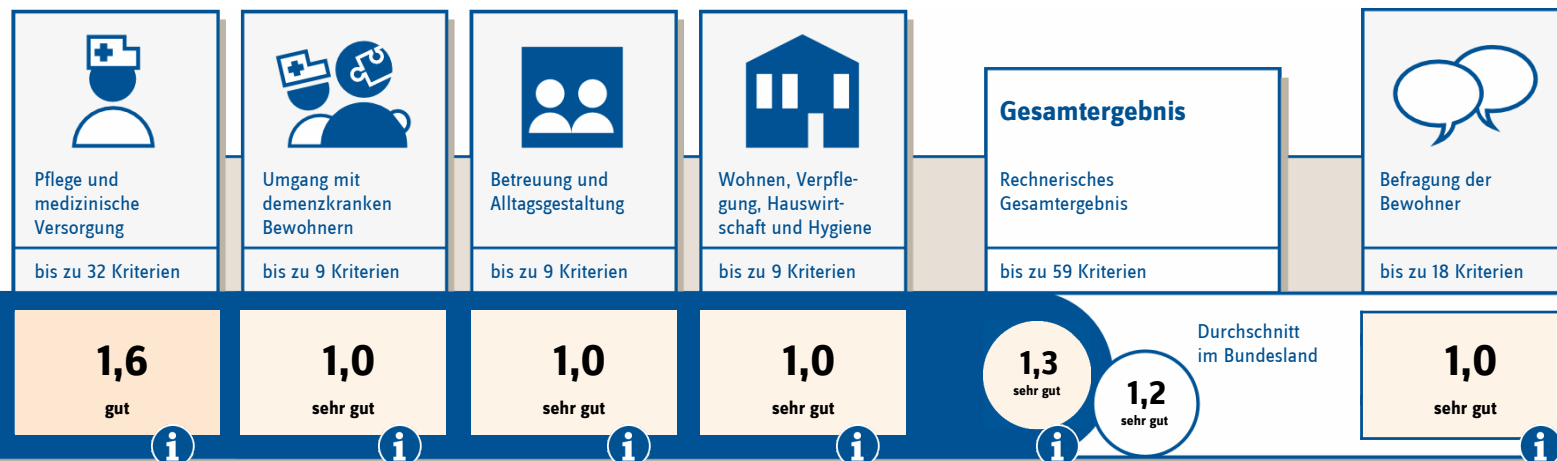 Pflege und
medizinische
Versorgung
bis zu 32 Kriterien
1,6
gut
i
Umgang mit
demenzkranken
Bewohnern
bis zu 9 Kriterien
1,0
sehr gut
i
Betreuung und
Alltagsgestaltung
bis zu 9 Kriterien
1,0
sehr gut
i
Wohnen, Verpfle-
gung, Hauswirt-
schaft und Hygiene
bis zu 9 Kriterien
1,0
sehr gut
i
Gesamtergebnis
Rechnerisches
Gesamtergebnis
bis zu 59 Kriterien
1,3
sehr gut
i
1,2
sehr gut
Durchschnitt
im Bundesland
Befragung der
Bewohner
bis zu 18 Kriterien
1,0
sehr gut
i